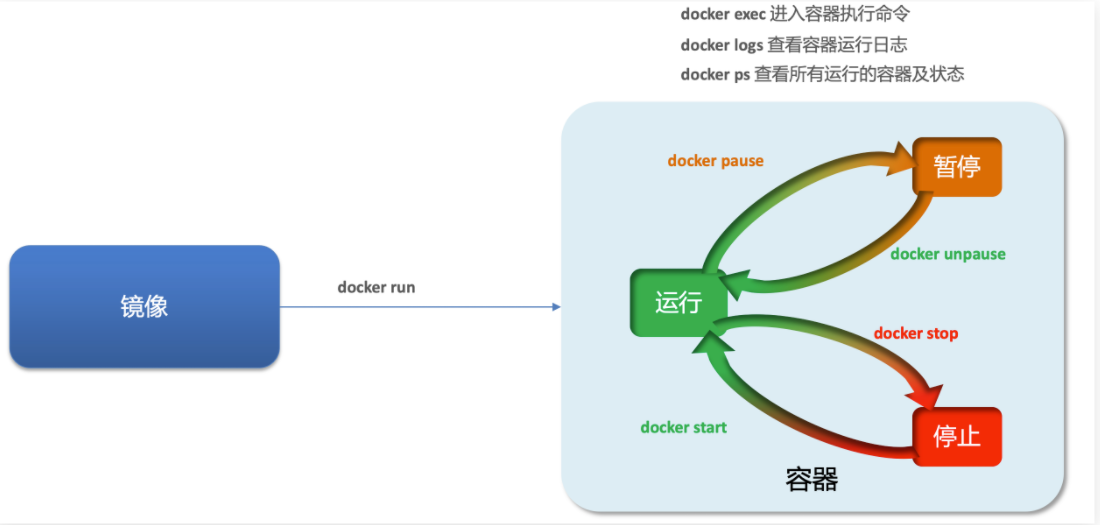 docker exec 进入容器执行命令
docker logs 查看容器运行日志
docker ps 查看所有运行的容器及状态
docker pause
暂停
docker unpause
镜像
docker run
运行
docker stop
docker start
停止
容器